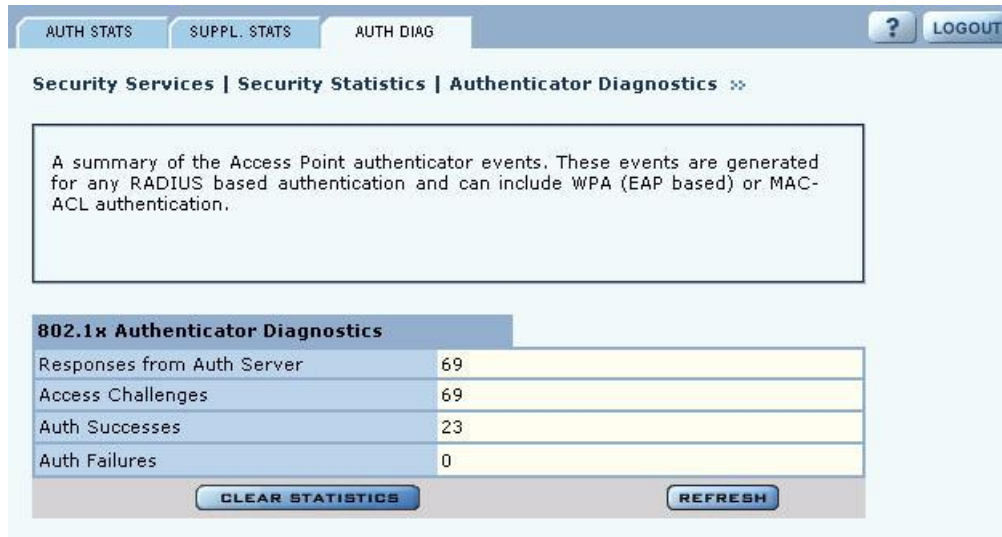 AUTH STATS SUPPL. STATS AUTH DIAG ? LOGOUT
Security Services | Security Statistics | Authenticator Diagnostics »
A summary of the Access Point authenticator events. These events are generated
for any RADIUS based authentication and can include WPA (EAP based) or MAC-
ACL authentication.
802.1x Authenticator Diagnostics
Responses from Auth Server 69
Access Challenges 69
Auth Successes 23
Auth Failures 0
CLEAR STATISTICS REFRESH